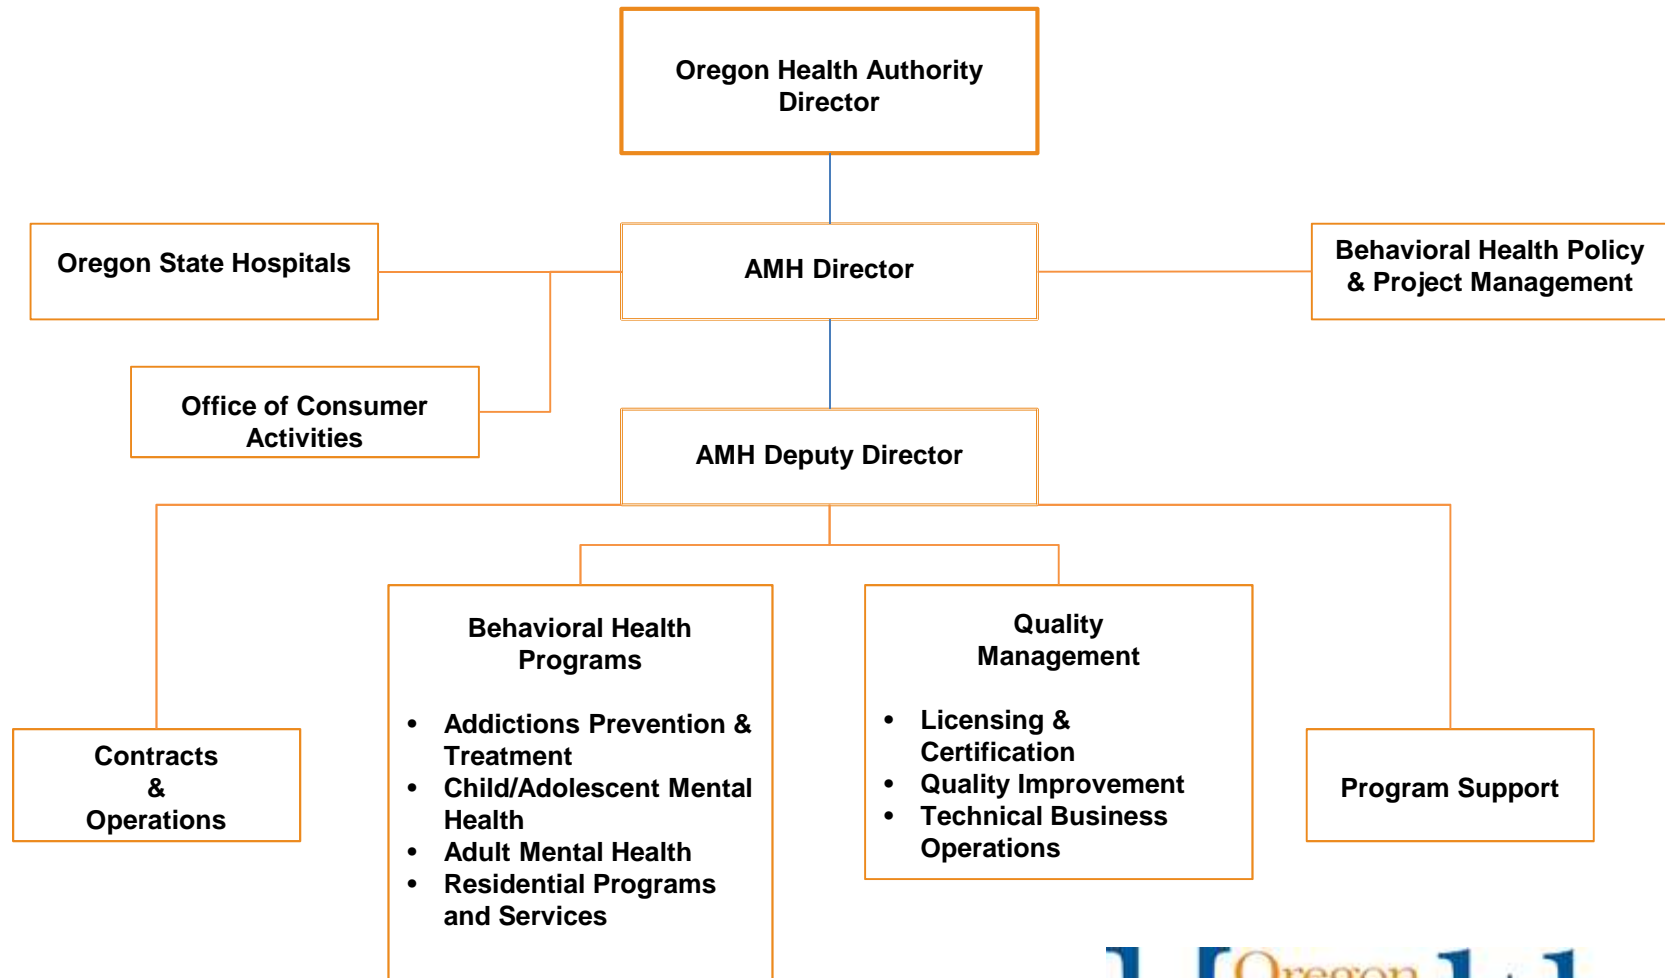 Oregon Health Authority
Director
Oregon State Hospitals
AMH Director
Behavioral Health Policy
& Project Management
Office of Consumer
Activities
AMH Deputy Director
Contracts
&
Operations
Behavioral Health
Programs
• Addictions Prevention &
Treatment
• Child/Adolescent Mental
Health
• Adult Mental Health
• Residential Programs
and Services
Quality
Management
• Licensing &
Certification
• Quality Improvement
• Technical Business
Operations
Program Support
Oregon